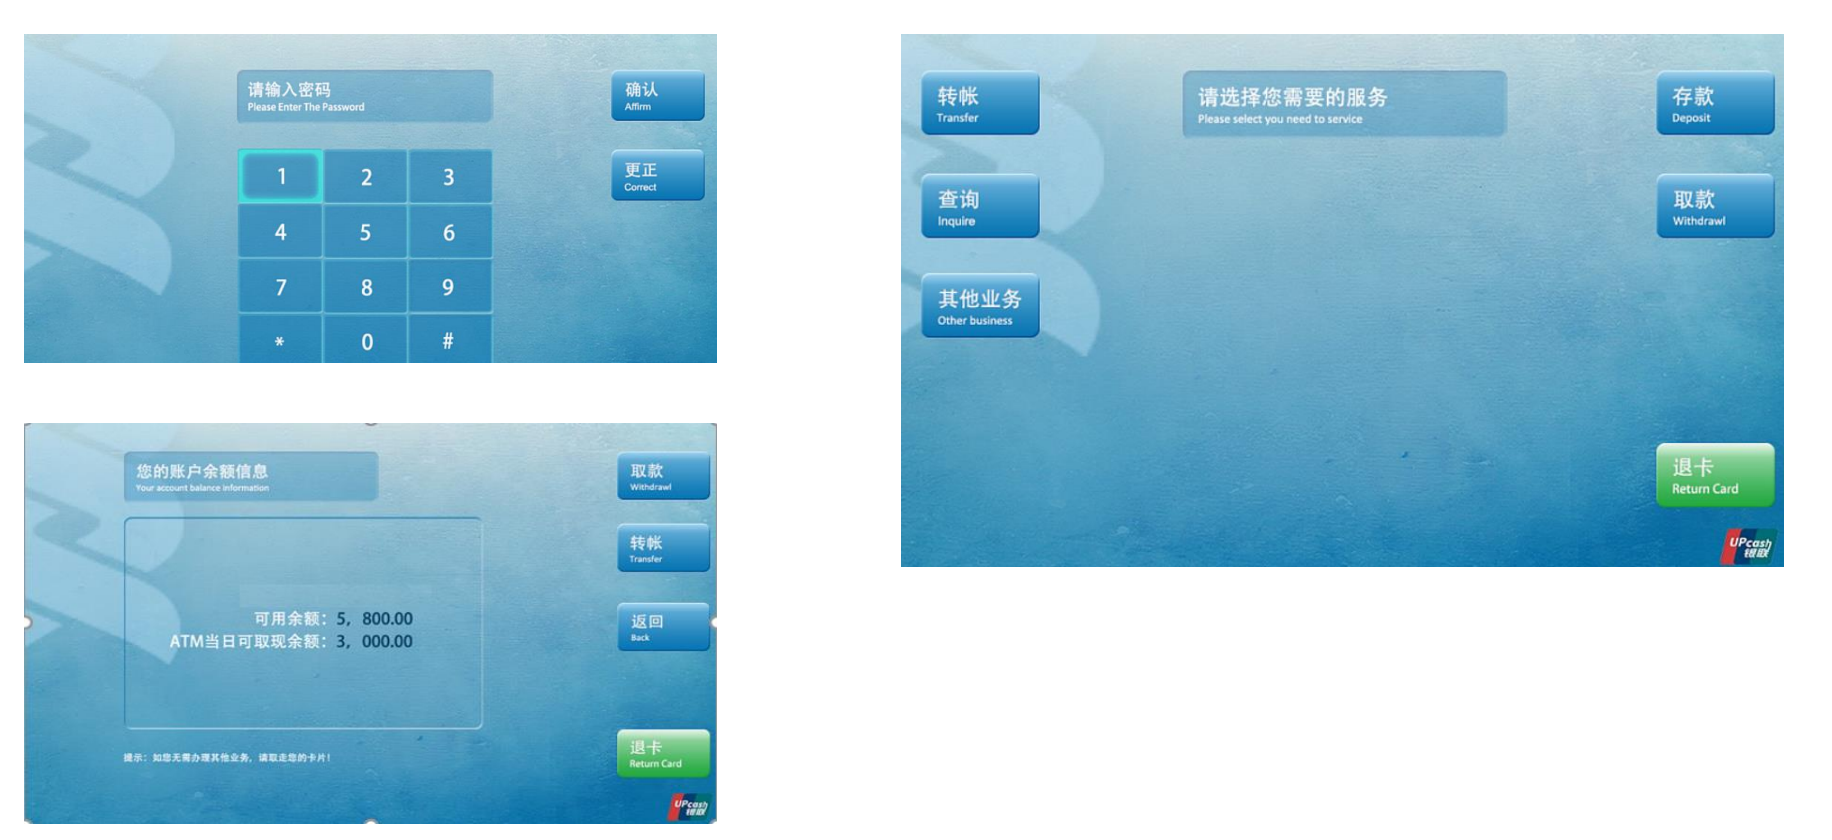 请输入密码
Please Enter The Password
确认
Affirm
更正
Correct
1 2 3
4 5 6
7 8 9
* 0 #
转帐
Transfer
请选择您需要的服务
Please select you need to service
存款
Deposit
查询
Inquire
取款
Withdrawl
其他业务
Other business
退卡
Return Card
UPcash
银联
您的账户余额信息
Your account balance information
取款
Withdrawl
转帐
Transfer
可用余额：5，800.00
ATM当日可取现余额：3，000.00
返回
Back
提示：如您无需办理其他业务，请取走您的卡片！
退卡
Return Card
UPcash
银联